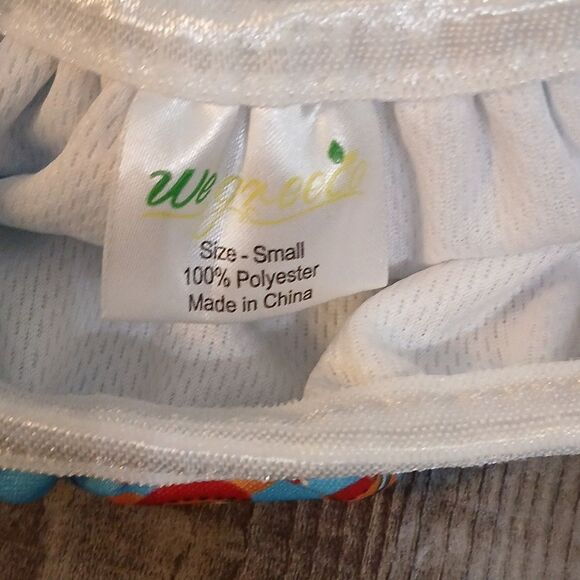 wegreeco
Size - Small
100% Polyester
Made in China